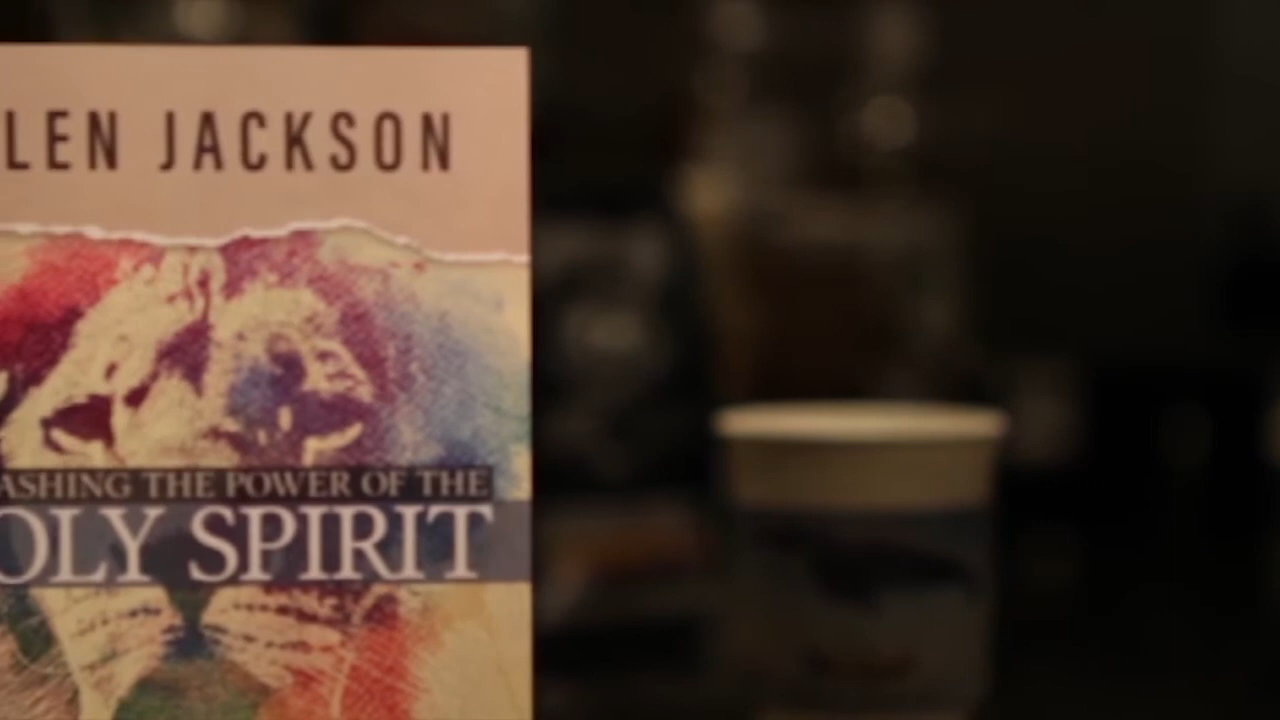 LEN JACKSON
ASHING THE POWER OF THE
OLY SPIRIT